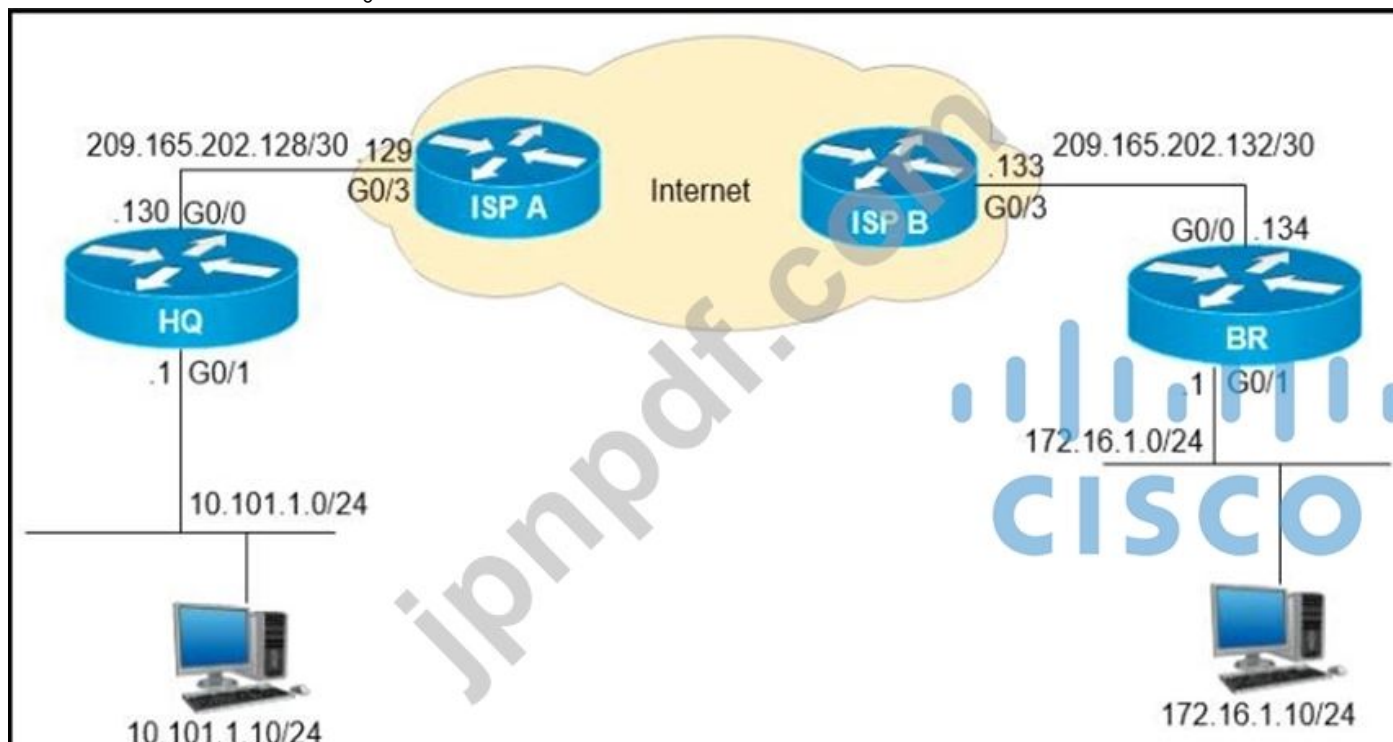 209.165.202.128/30
.129
G0/3
ISP A
Internet
ISP B
.133
G0/3
209.165.202.132/30
.130
G0/0
HQ
.1
G0/1
G0/0
.134
BR
.1
G0/1
172.16.1.0/24
10.101.1.0/24
CISCO
jpnpdf.com
10.101.1.10/24
172.16.1.10/24